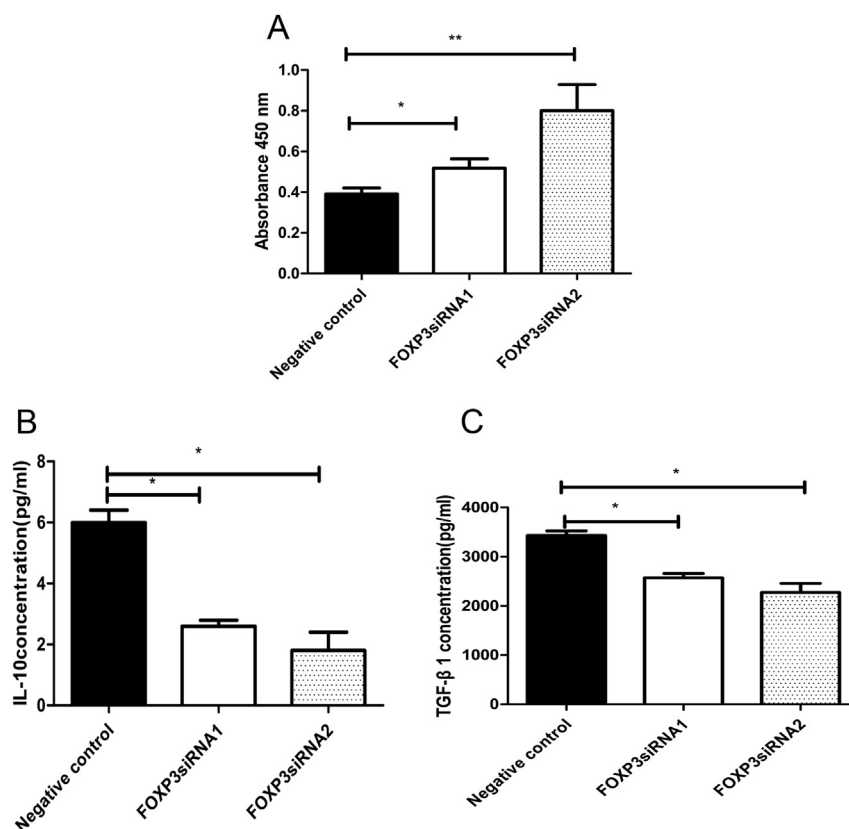 A
**
*
Absorbance 450 nm
1.0
0.8
0.6
0.4
0.2
0.0
Negative control
FOXP3siRNA1
FOXP3siRNA2
B
*
*
IL-10concentration(pg/ml)
8
6
4
2
0
Negative control
FOXP3siRNA1
FOXP3siRNA2
C
*
*
TGF-β 1 concentration(pg/ml)
4000
3000
2000
1000
0
Negative control
FOXP3siRNA1
FOXP3siRNA2